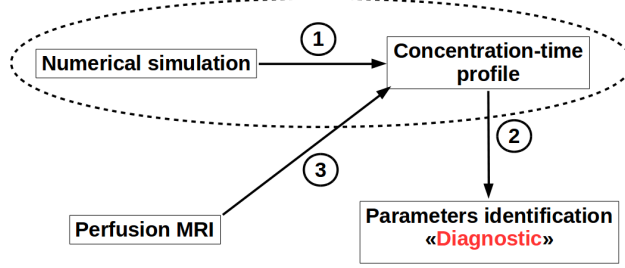 1
Numerical simulation
Concentration-time
profile
2
3
Perfusion MRI
Parameters identification
«Diagnostic»